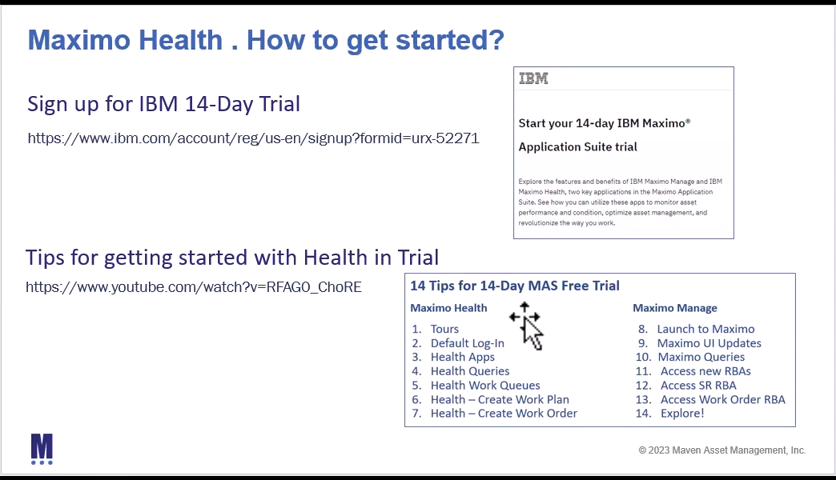 Maximo Health . How to get started?
Sign up for IBM 14-Day Trial
https://www.ibm.com/account/reg/us-en/signup?formid=urx-52271
IBM
Start your 14-day IBM Maximo®
Application Suite trial
Explore the features and benefits of IBM Maximo Manage and IBM
Maximo Health, two key applications in the Maximo Application
Suite. See how you can utilize these apps to monitor asset
performance and condition, optimize asset management, and
revolutionize the way you work.
Tips for getting started with Health in Trial
https://www.youtube.com/watch?v=RFAG0_ChoRE
14 Tips for 14-Day MAS Free Trial
Maximo Health
1. Tours
2. Default Log-In
3. Health Apps
4. Health Queries
5. Health Work Queues
6. Health – Create Work Plan
7. Health – Create Work Order
Maximo Manage
8. Launch to Maximo
9. Maximo UI Updates
10. Maximo Queries
11. Access new RBAs
12. Access SR RBA
13. Access Work Order RBA
14. Explore!
M
© 2023 Maven Asset Management, Inc.